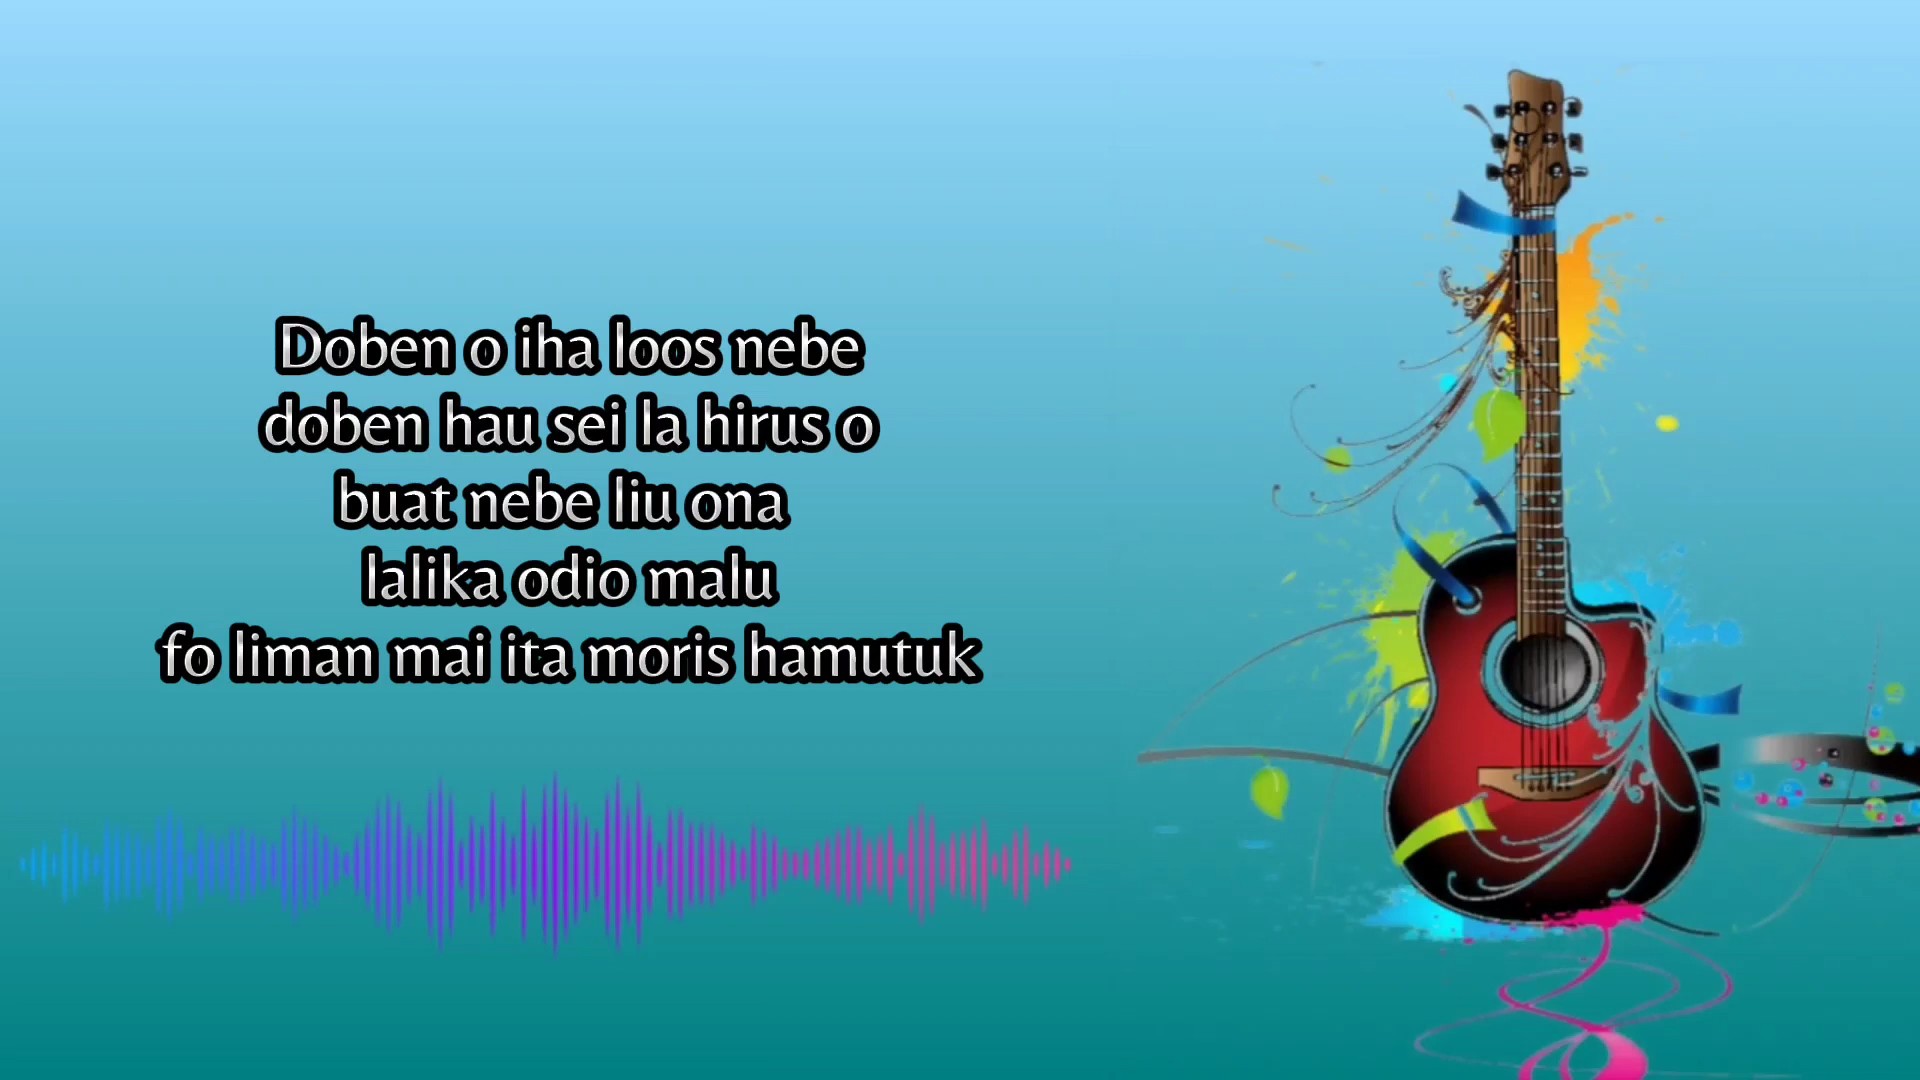 Doben o iha loos nebe
doben hau sei la hirus o
buat nebe liu ona
lalika odio malu
fo liman mai ita moris hamutuk